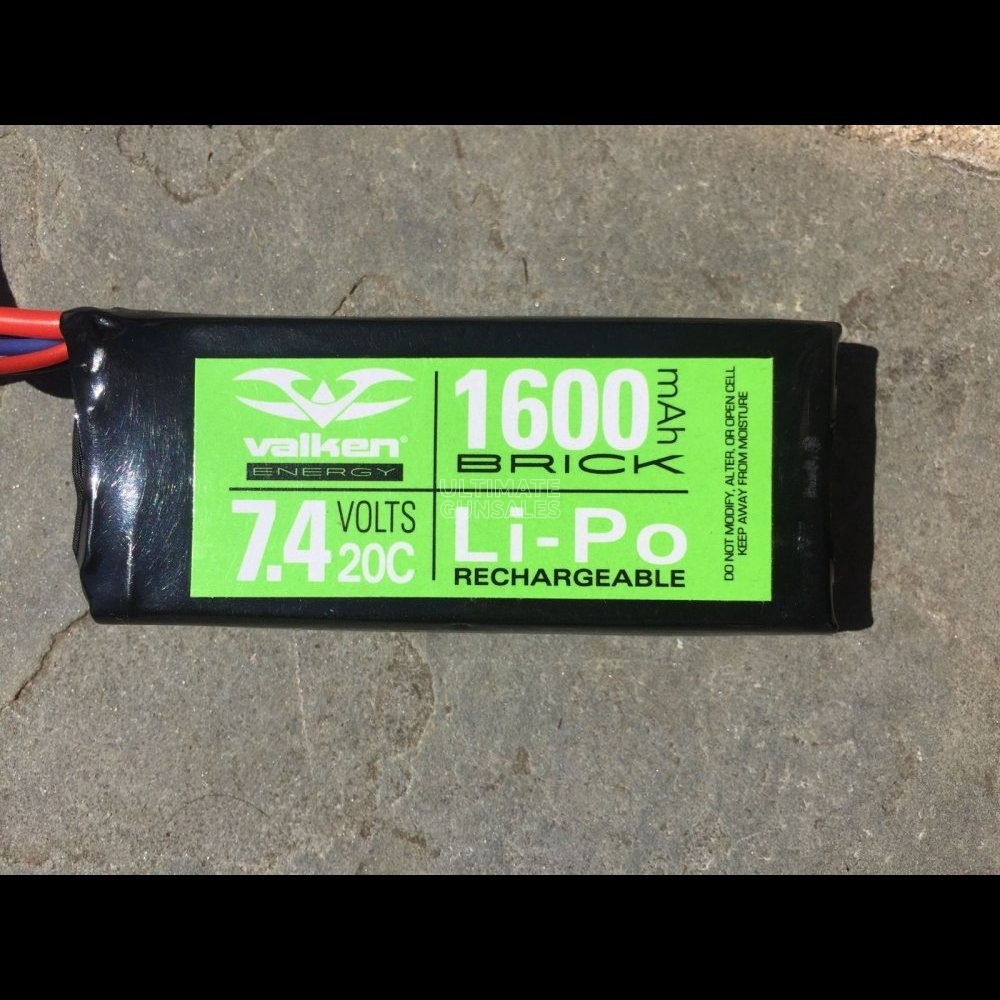 valken®
ENERGY
1600 mAh
BRICK
7.4 VOLTS
20C
Li-Po
RECHARGEABLE
DO NOT MODIFY, ALTER, OR OPEN CELL
KEEP AWAY FROM MOISTURE
ULTIMATE
GUNSALES